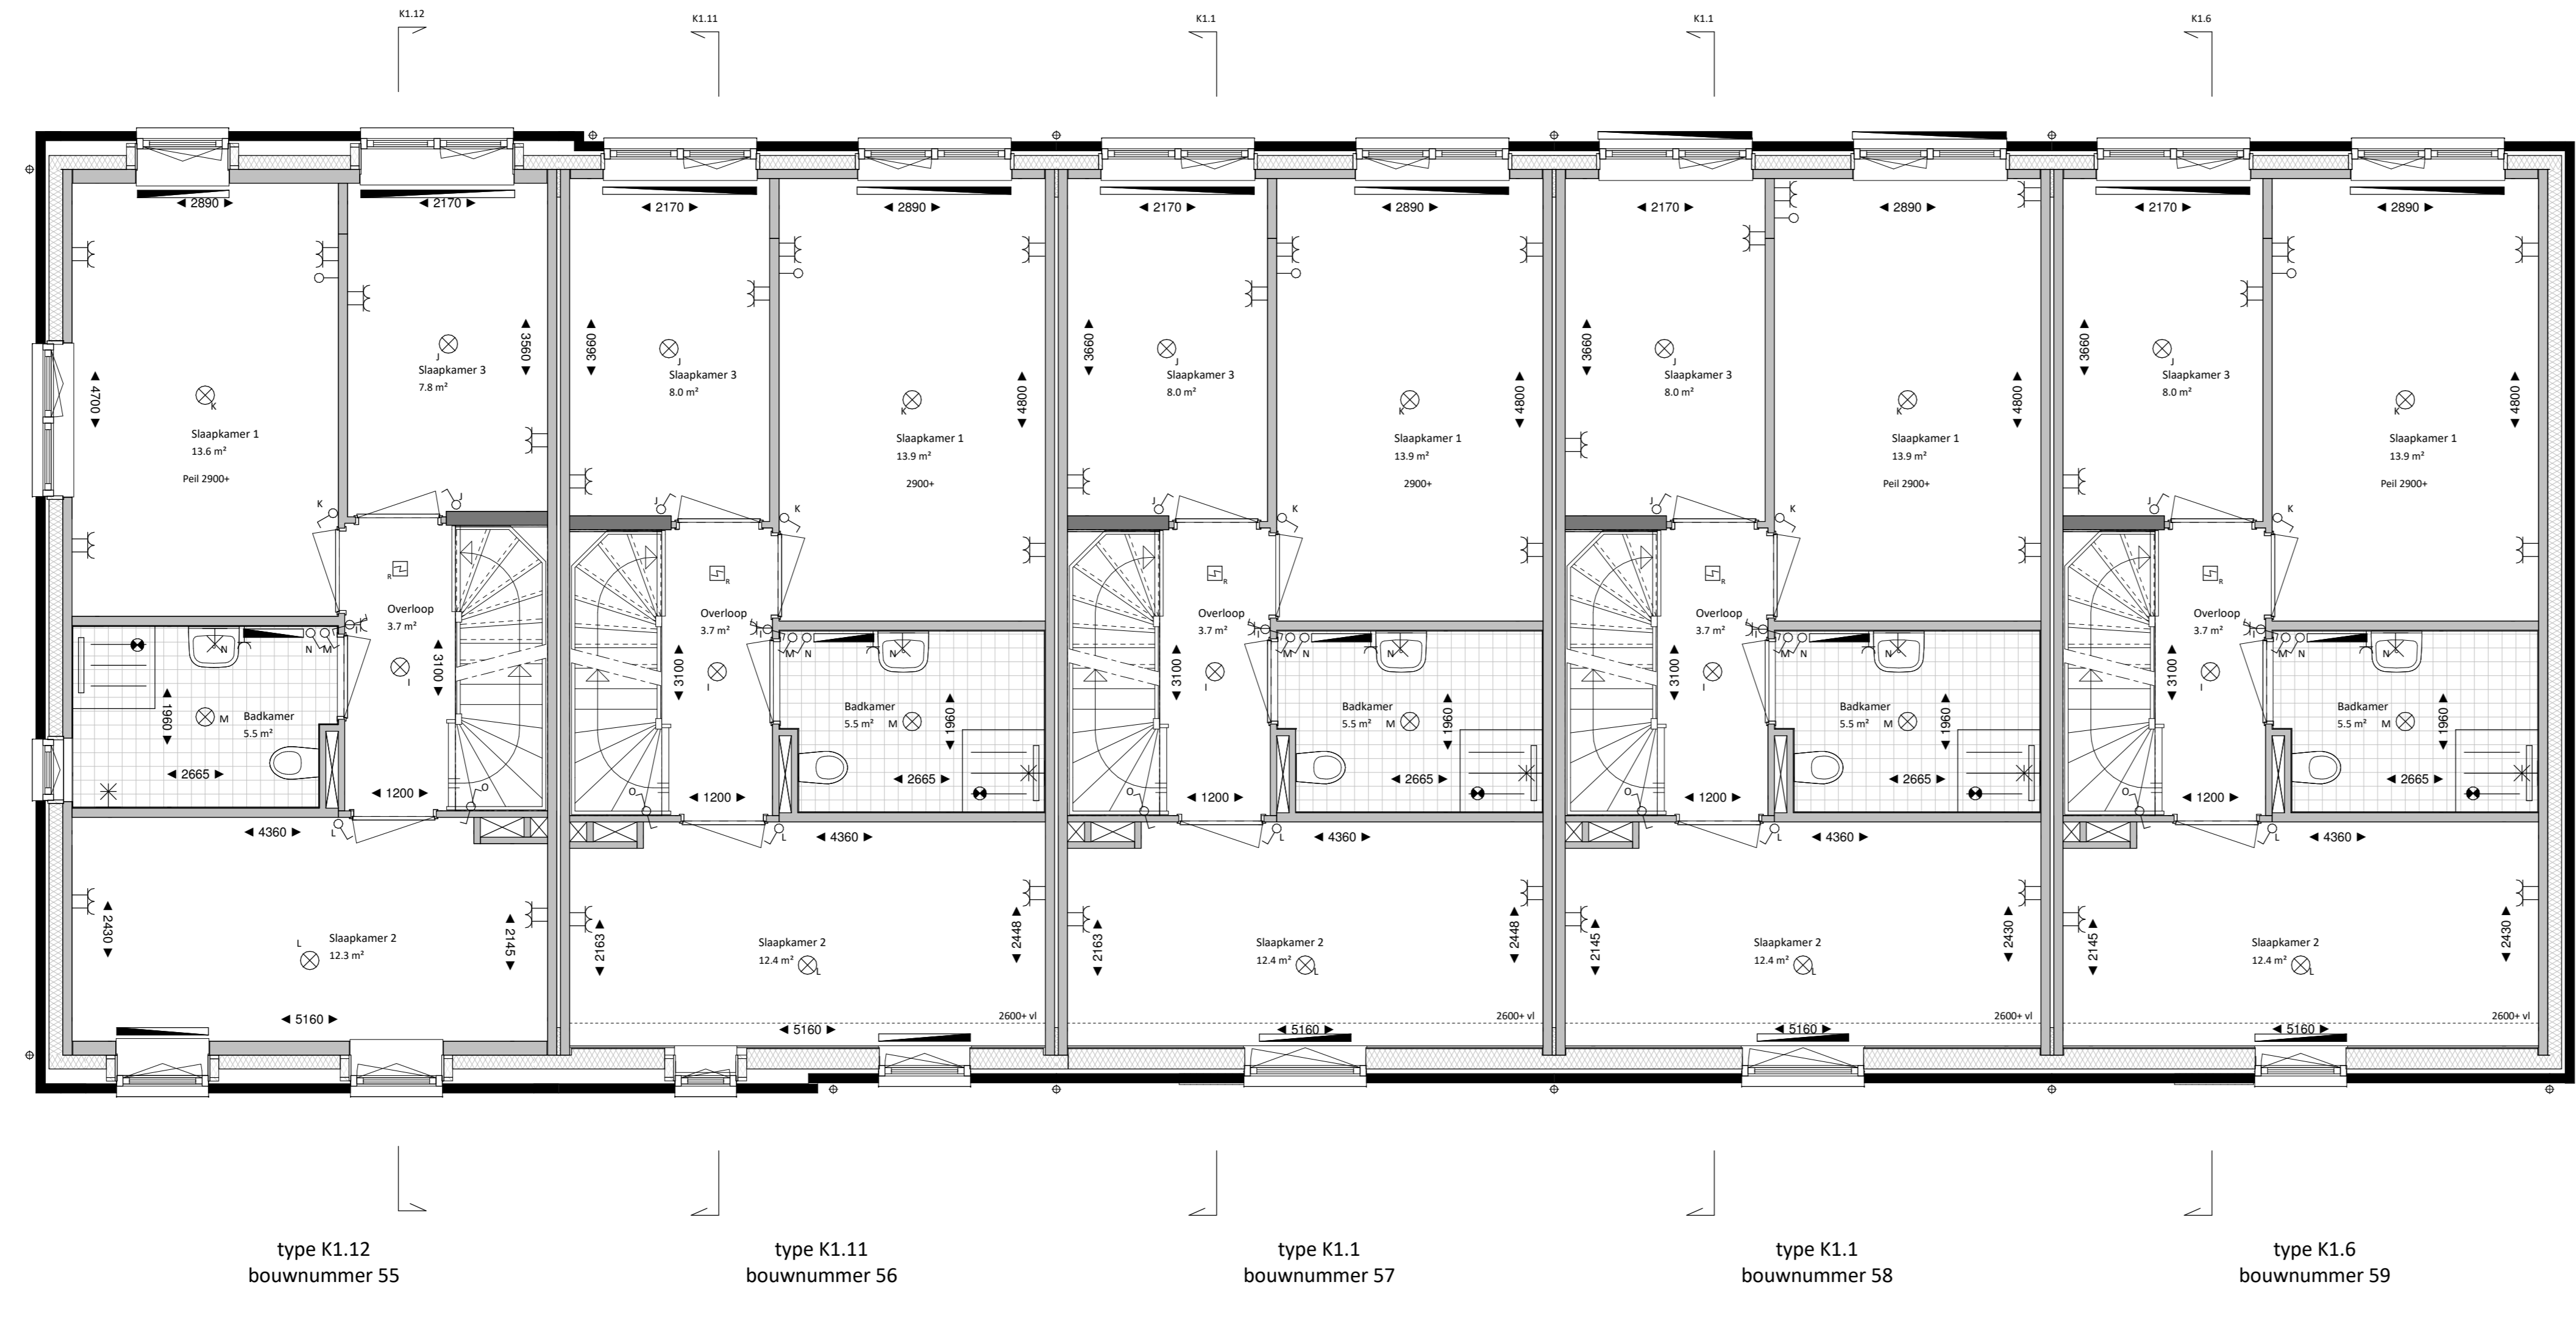 K1.12
K1.11
K1.1
K1.1
K1.6
◄ 2890 ►
◄ 2170 ►
◄ 2170 ►
◄ 2890 ►
◄ 2170 ►
◄ 2890 ►
◄ 2170 ►
◄ 2890 ►
◄ 2170 ►
◄ 2890 ►
◄ 4700 ►
K
Slaapkamer 1
13.6 m²
Peil 2900+
K
J
Slaapkamer 3
7.8 m²
◄ 3560 ►
J
◄ 3660 ►
J
Slaapkamer 3
8.0 m²
J
K
Slaapkamer 1
13.9 m²
2900+
◄ 4800 ►
K
◄ 3660 ►
J
Slaapkamer 3
8.0 m²
J
K
Slaapkamer 1
13.9 m²
2900+
◄ 4800 ►
K
◄ 3660 ►
J
Slaapkamer 3
8.0 m²
J
K
Slaapkamer 1
13.9 m²
Peil 2900+
◄ 4800 ►
K
◄ 3660 ►
J
Slaapkamer 3
8.0 m²
J
K
Slaapkamer 1
13.9 m²
Peil 2900+
◄ 4800 ►
K
R
Overloop
3.7 m²
◄ 3100 ►
I
I
◄ 1200 ►
O
N
N M
M
Badkamer
5.5 m²
◄ 1960 ►
◄ 2665 ►
R
Overloop
3.7 m²
◄ 3100 ►
I
I
◄ 1200 ►
O
M N
N
Badkamer
5.5 m² M
◄ 1960 ►
◄ 2665 ►
R
Overloop
3.7 m²
◄ 3100 ►
I
I
◄ 1200 ►
O
M N
N
Badkamer
5.5 m² M
◄ 1960 ►
◄ 2665 ►
R
Overloop
3.7 m²
◄ 3100 ►
I
I
◄ 1200 ►
O
M N
N
Badkamer
5.5 m² M
◄ 1960 ►
◄ 2665 ►
R
Overloop
3.7 m²
◄ 3100 ►
I
I
◄ 1200 ►
O
M N
N
Badkamer
5.5 m² M
◄ 1960 ►
◄ 2665 ►
◄ 4360 ►
L
◄ 2430 ►
L
Slaapkamer 2
12.3 m²
◄ 2145 ►
◄ 5160 ►
L
◄ 4360 ►
◄ 2163 ►
Slaapkamer 2
12.4 m²
L
◄ 2448 ►
2600+ vl
◄ 5160 ►
L
◄ 4360 ►
◄ 2163 ►
Slaapkamer 2
12.4 m²
L
◄ 2448 ►
2600+ vl
◄ 5160 ►
L
◄ 4360 ►
◄ 2145 ►
Slaapkamer 2
12.4 m²
L
◄ 2430 ►
2600+ vl
◄ 5160 ►
L
◄ 4360 ►
◄ 2145 ►
Slaapkamer 2
12.4 m²
L
◄ 2430 ►
2600+ vl
◄ 5160 ►
type K1.12
bouwnummer 55
type K1.11
bouwnummer 56
type K1.1
bouwnummer 57
type K1.1
bouwnummer 58
type K1.6
bouwnummer 59